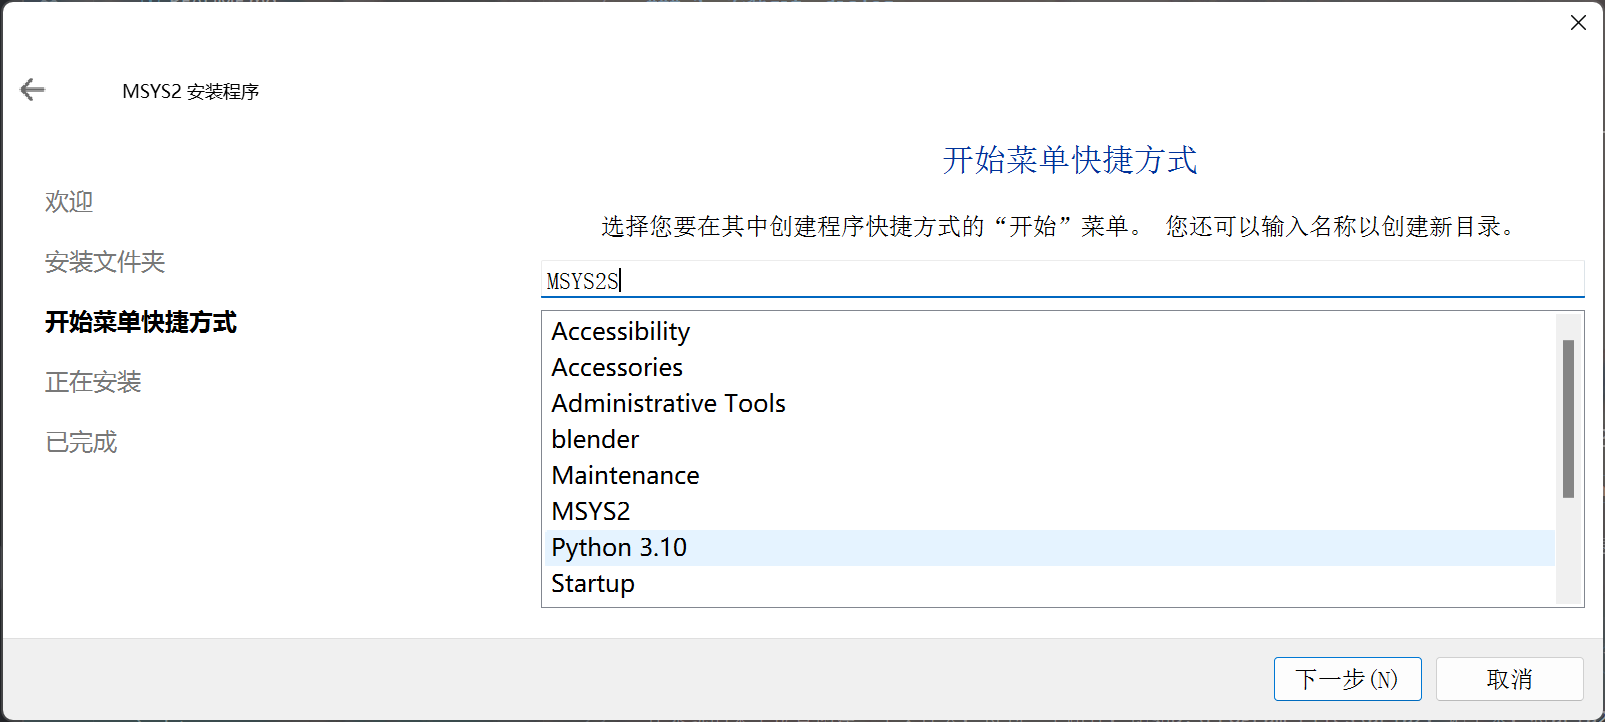 MSYS2 安装程序
欢迎
安装文件夹
开始菜单快捷方式
正在安装
已完成
开始菜单快捷方式
选择您要在其中创建程序快捷方式的“开始”菜单。 您还可以输入名称以创建新目录。
MSYS2S
Accessibility
Accessories
Administrative Tools
blender
Maintenance
MSYS2
Python 3.10
Startup
下一步(N)
取消